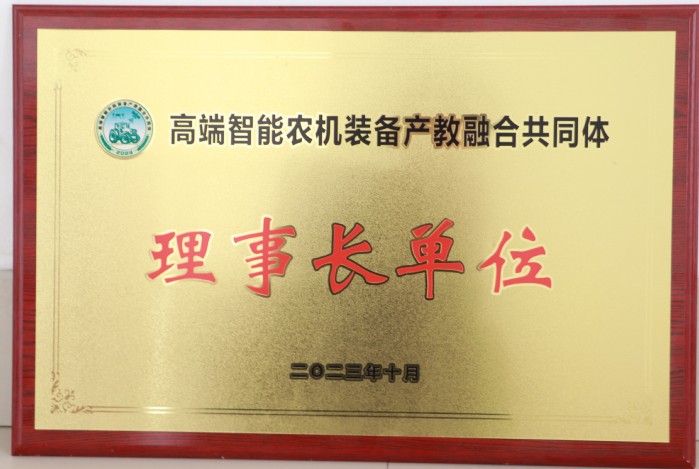 高端智能农机装备产教融合共同体
理事长单位
二〇二三年十月